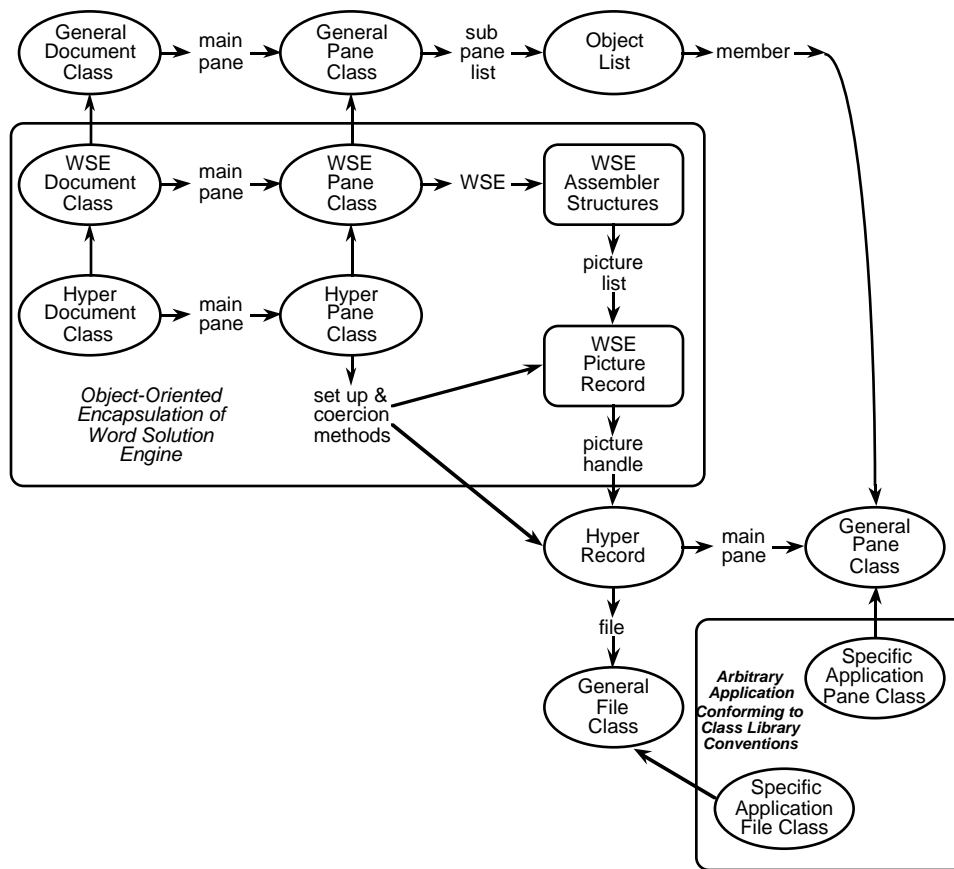 General
Document
Class
main
pane
General
Pane
Class
sub
pane
list
Object
List
member
WSE
Document
Class
main
pane
WSE
Pane
Class
WSE
WSE
Assembler
Structures
picture
list
Hyper
Document
Class
main
pane
Hyper
Pane
Class
WSE
Picture
Record
Object-Oriented
Encapsulation of
Word Solution
Engine
set up &
coercion
methods
picture
handle
Hyper
Record
main
pane
General
Pane
Class
file
General
File
Class
Arbitrary
Application
Conforming to
Class Library
Conventions
Specific
Application
Pane Class
Specific
Application
File Class